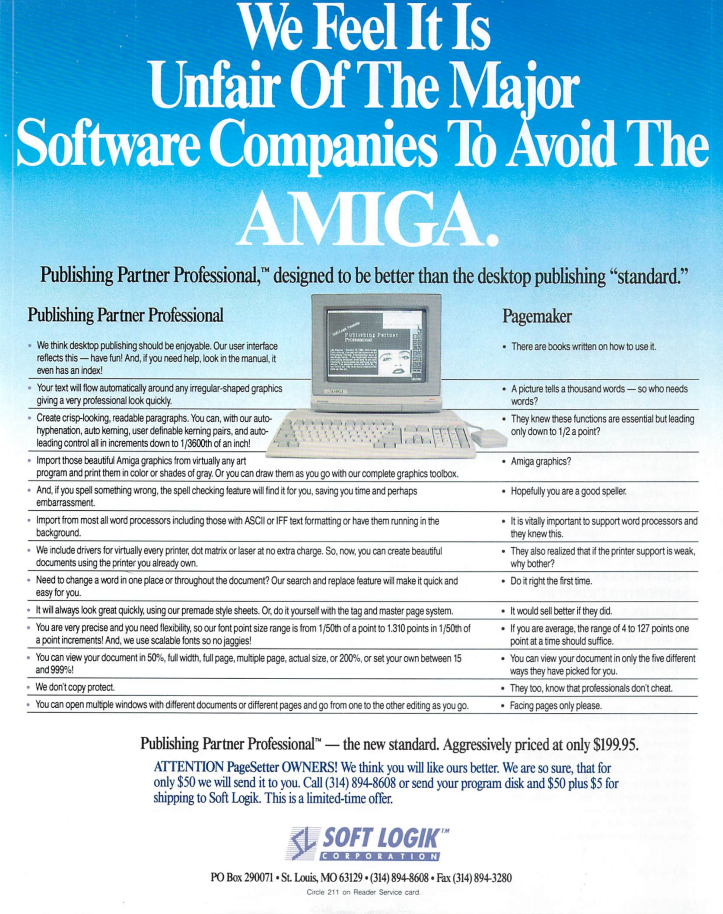 We Feel It Is
Unfair Of The Major
Software Companies To Avoid The
AMIGA.
Publishing Partner Professional,™ designed to be better than the desktop publishing “standard.”
Publishing Partner Professional
• We think desktop publishing should be enjoyable. Our user interface
reflects this — have fun! And, if you need help, look in the manual, it
even has an index!
• Your text will flow automatically around any irregular-shaped graphics
giving a very professional look quickly.
• Create crisp-looking, readable paragraphs. You can, with our auto-
hyphenation, auto kerning, user definable kerning pairs, and auto-
leading control all in increments down to 1/3600th of an inch!
• Import those beautiful Amiga graphics from virtually any art
program and print them in color or shades of gray. Or you can draw them as you go with our complete graphics toolbox.
• And, if you spell something wrong, the spell checking feature will find it for you, saving you time and perhaps
embarrassment.
• Import from most all word processors including those with ASCII or IFF text formatting or have them running in the
background.
• We include drivers for virtually every printer, dot matrix or laser at no extra charge. So, now, you can create beautiful
documents using the printer you already own.
• Need to change a word in one place or throughout the document? Our search and replace feature will make it quick and
easy for you.
• It will always look great quickly, using our premade style sheets. Or, do it yourself with the tag and master page system.
• You are very precise and you need flexibility, so our font point size range is from 1/50th of a point to 1.310 points in 1/50th of
a point increments! And, we use scalable fonts so no jaggies!
• You can view your document in 50%, full width, full page, multiple page, actual size, or 200%, or set your own between 15
and 999%!
• We don't copy protect.
• You can open multiple windows with different documents or different pages and go from one to the other editing as you go.
Publishing Partner
Professional
Pagemaker
• There are books written on how to use it.
• A picture tells a thousand words — so who needs
words?
• They knew these functions are essential but leading
only down to 1/2 a point?
• Amiga graphics?
• Hopefully you are a good speller.
• It is vitally important to support word processors and
they knew this.
• They also realized that if the printer support is weak,
why bother?
• Do it right the first time.
• It would sell better if they did.
• If you are average, the range of 4 to 127 points one
point at a time should suffice.
• You can view your document in only the five different
ways they have picked for you.
• They too, know that professionals don't cheat.
• Facing pages only please.
Publishing Partner Professional™ — the new standard. Aggressively priced at only $199.95.
ATTENTION PageSetter OWNERS! We think you will like ours better. We are so sure, that for
only $50 we will send it to you. Call (314) 894-8608 or send your program disk and $50 plus $5 for
shipping to Soft Logik. This is a limited-time offer.
SL SOFT LOGIK™
CORPORATION
PO Box 290071 • St. Louis, MO 63129 • (314) 894-8608 • Fax (314) 894-3280
Circle 211 on Reader Service card.